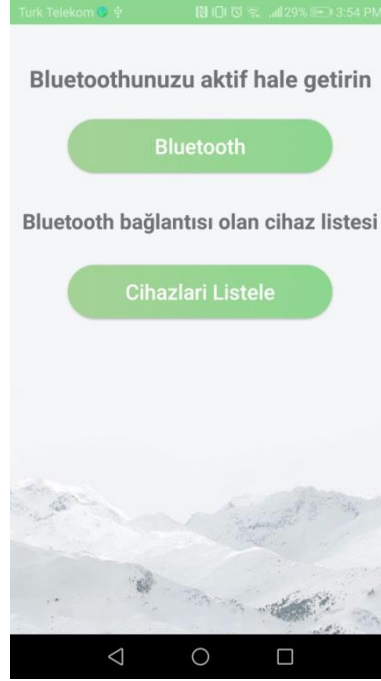 Turk Telekom 29% 3:54 PM
Bluetoothunuzu aktif hale getirin
Bluetooth
Bluetooth bağlantısı olan cihaz listesi
Cihazlari Listele